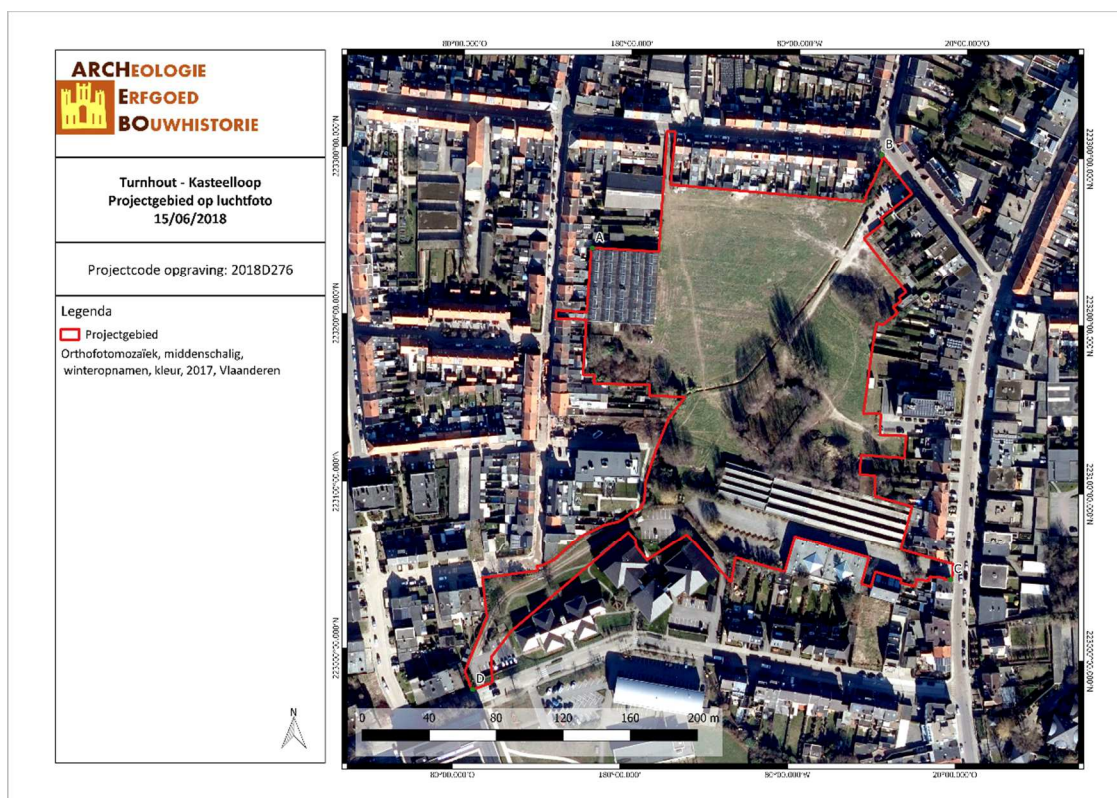 ARCHEOLOGIE
ERFGOED
BOUWHISTORIE
Turnhout - Kasteelloop
Projectgebied op luchtfoto
15/06/2018
Projectcode opgraving: 2018D276
Legenda
Projectgebied
Orthofotomozaïek, middenschalig,
winteropnamen, kleur, 2017, Vlaanderen
N
A
B
C
D
0 40 80 120 160 200 m